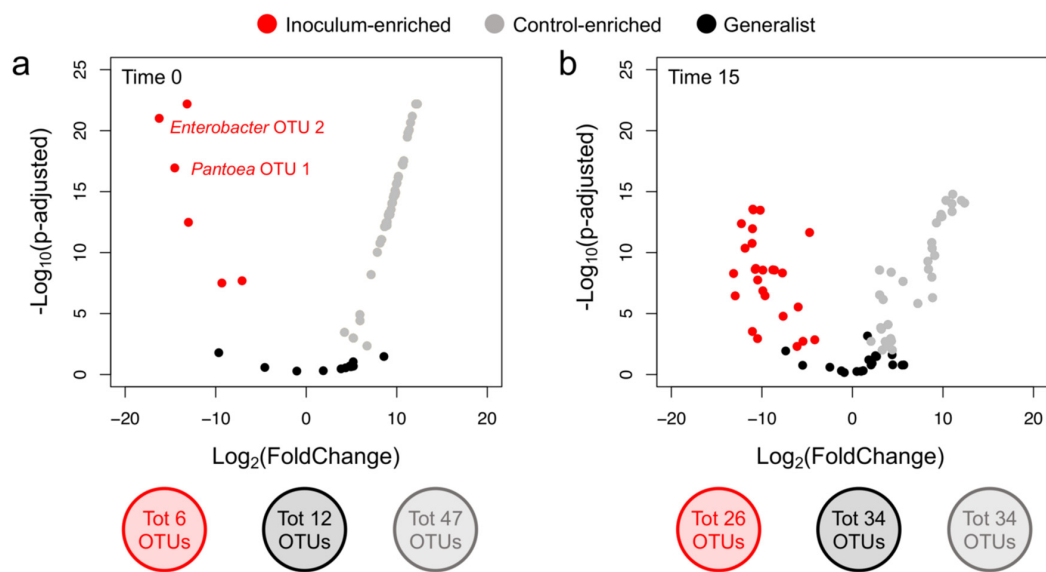 Inoculum-enriched Control-enriched Generalist
a
Time 0
Enterobacter OTU 2
Pantoea OTU 1
25
20
15
10
5
0
-Log10(p-adjusted)
−20 −10 0 10 20
Log2(FoldChange)
Tot 6
OTUs
Tot 12
OTUs
Tot 47
OTUs
b
Time 15
25
20
15
10
5
0
-Log10(p-adjusted)
−20 −10 0 10 20
Log2(FoldChange)
Tot 26
OTUs
Tot 34
OTUs
Tot 34
OTUs